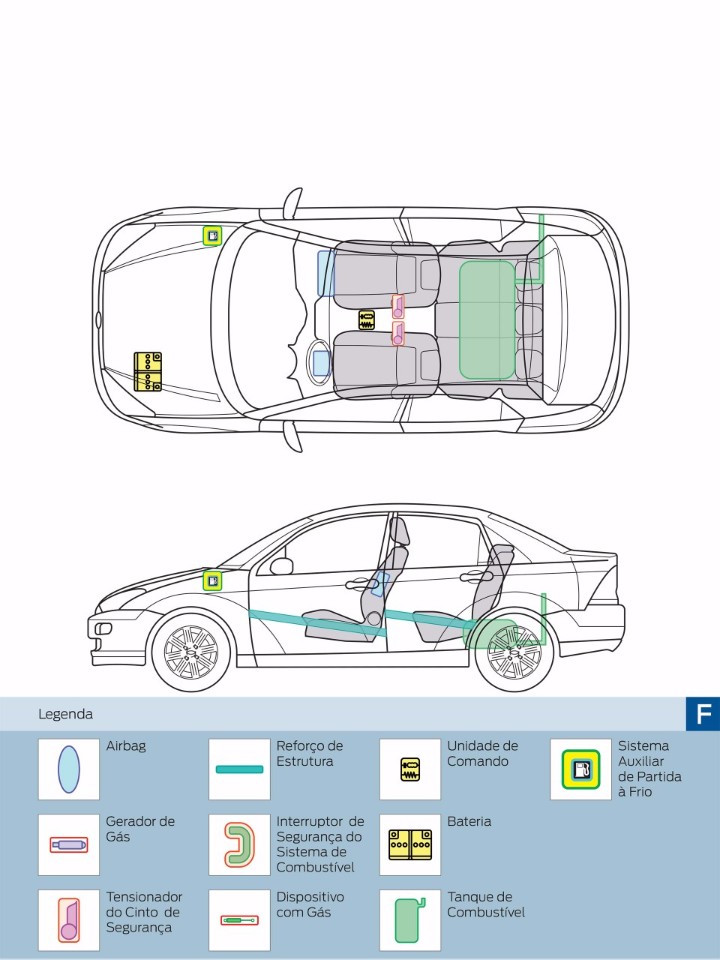 Legenda
F
Airbag
Reforço de
Estrutura
Unidade de
Comando
Sistema
Auxiliar
de Partida
à Frio
Gerador de
Gás
Interruptor de
Segurança do
Sistema de
Combustível
Bateria
Tensionador
do Cinto de
Segurança
Dispositivo
com Gás
Tanque de
Combustível